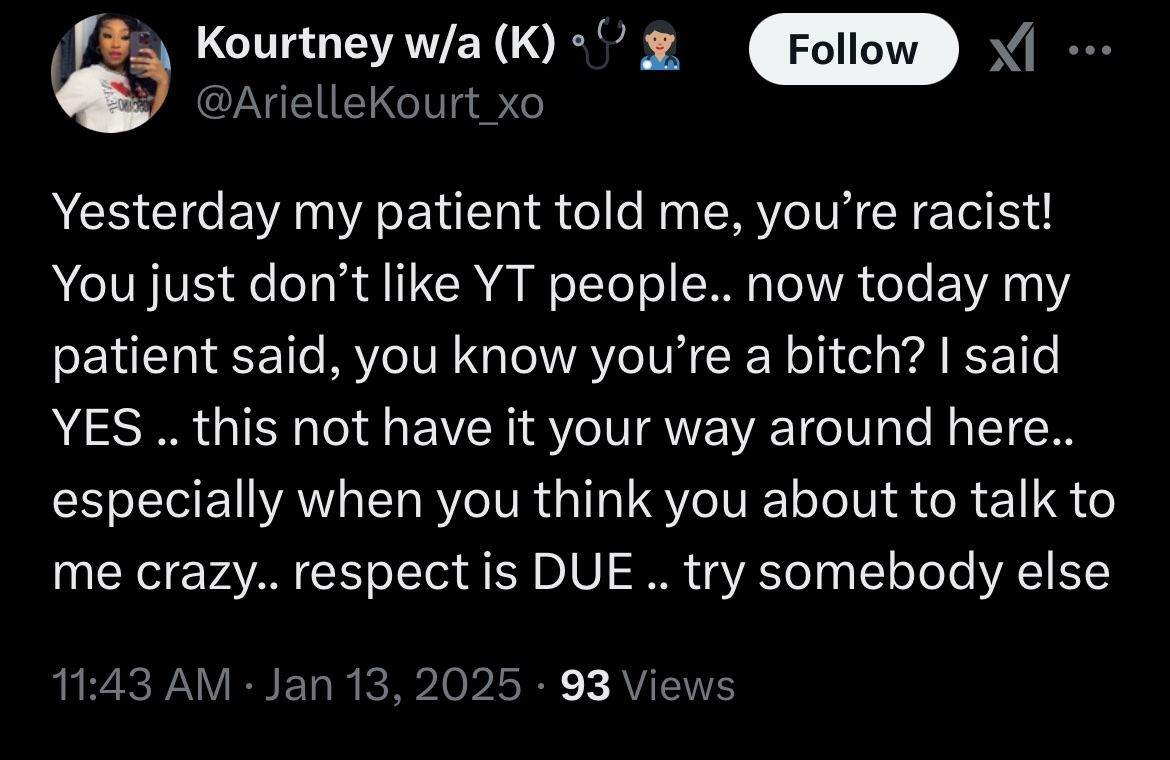 Kourtney w/a (K)
Follow
@ArielleKourt_xo
Yesterday my patient told me, you’re racist!
You just don’t like YT people.. now today my
patient said, you know you’re a bitch? I said
YES .. this not have it your way around here..
especially when you think you about to talk to
me crazy.. respect is DUE .. try somebody else
11:43 AM · Jan 13, 2025 · 93 Views